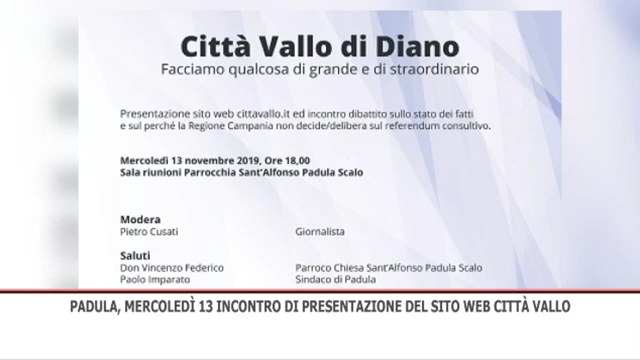 Città Vallo di Diano
Facciamo qualcosa di grande e di straordinario
Presentazione sito web cittavallo.it ed incontro dibattito sullo stato dei fatti
e sul perché la Regione Campania non decide/delibera sul referendum consultivo.
Mercoledì 13 novembre 2019, Ore 18,00
Sala riunioni Parrocchia Sant'Alfonso Padula Scalo
Modera
Pietro Cusati Giornalista
Saluti
Don Vincenzo Federico Parroco Chiesa Sant'Alfonso Padula Scalo
Paolo Imparato Sindaco di Padula
PADULA, MERCOLEDÌ 13 INCONTRO DI PRESENTAZIONE DEL SITO WEB CITTÀ VALLO